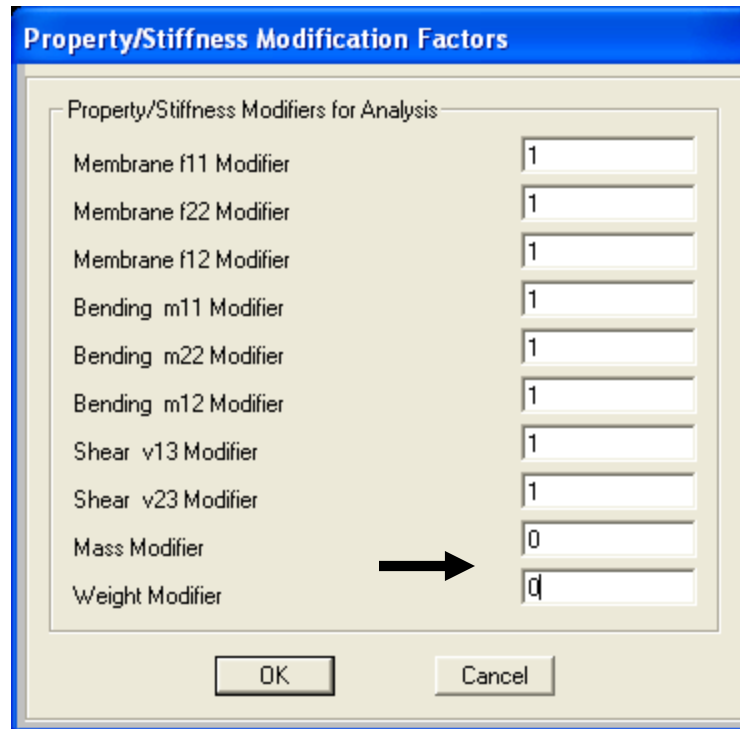 Property/Stiffness Modification Factors
Property/Stiffness Modifiers for Analysis
Membrane f11 Modifier 1
Membrane f22 Modifier 1
Membrane f12 Modifier 1
Bending m11 Modifier 1
Bending m22 Modifier 1
Bending m12 Modifier 1
Shear v13 Modifier 1
Shear v23 Modifier 1
Mass Modifier 0
Weight Modifier 0
OK Cancel